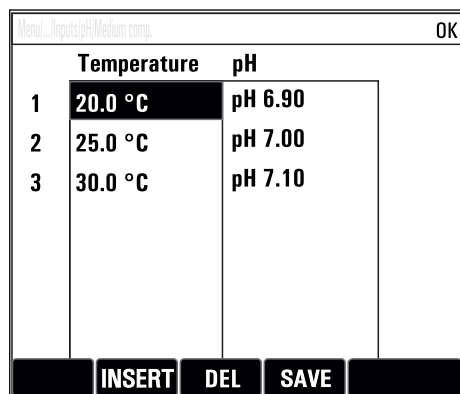 Menu/.../Inputs/pH/Medium comp. OK
Temperature pH
1 20.0 °C pH 6.90
2 25.0 °C pH 7.00
3 30.0 °C pH 7.10
INSERT DEL SAVE